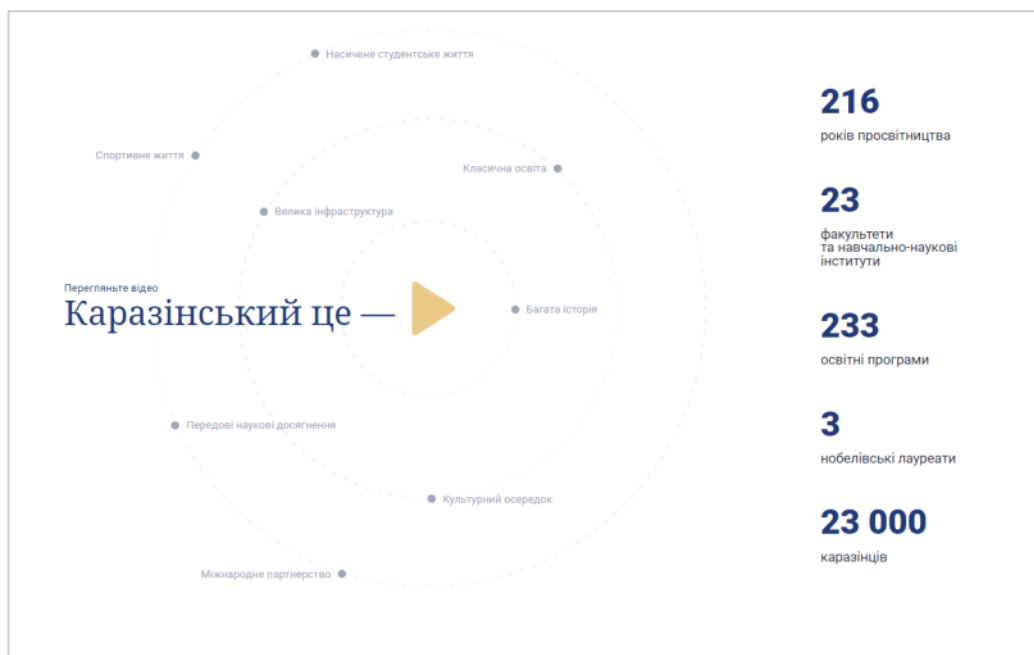 Насичене студентське життя
Спортивне життя
Класична освіта
Велика інфраструктура
Перегляньте відео
Каразінський це —
Багата історія
Передові наукові досягнення
Культурний осередок
Міжнародне партнерство
216
років просвітництва
23
факультети
та навчально-наукові
інститути
233
освітні програми
3
нобелівські лауреати
23 000
каразінців